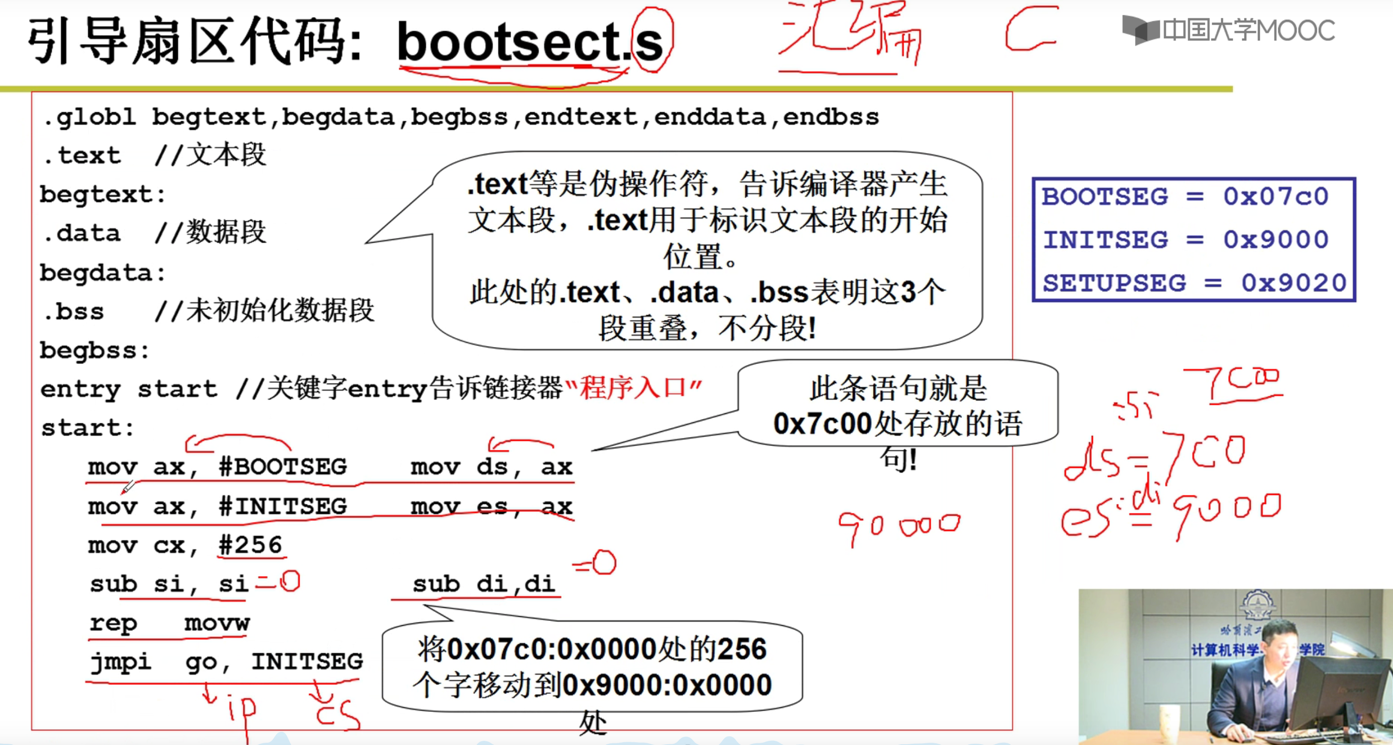 引导扇区代码: bootsect.s
汇编 C
中国大学MOOC
.globl begtext,begdata,begbss,endtext,enddata,endbss
.text //文本段
begtext:
.data //数据段
begdata:
.bss //未初始化数据段
begbss:
entry start //关键字entry告诉链接器“程序入口”
start:
mov ax, #BOOTSEG mov ds, ax
mov ax, #INITSEG mov es, ax
mov cx, #256
sub si, si =0 sub di,di =0
rep movw
jmpi go, INITSEG
ip cs
.text等是伪操作符，告诉编译器产生
文本段，.text用于标识文本段的开始
位置。
此处的.text、.data、.bss表明这3个
段重叠，不分段!
此条语句就是
0x7c00处存放的语
句!
将0x07c0:0x0000处的256
个字移动到0x9000:0x0000
处
BOOTSEG = 0x07c0
INITSEG = 0x9000
SETUPSEG = 0x9020
7c00
:si
ds=7c0
es:di=9000
90000
计算机科学
学院